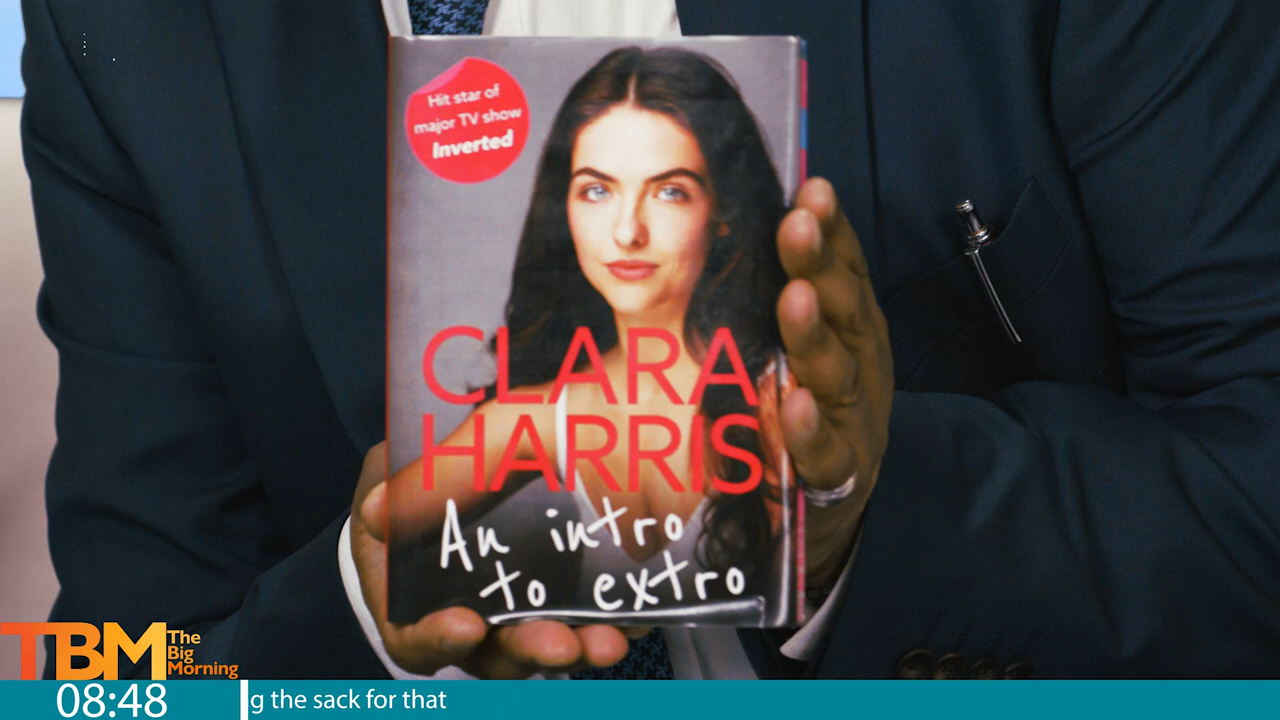 Hit star of
major TV show
Inverted
CLARA
HARRIS
An intro
to extro
TBM The
Big
Morning
08:48
g the sack for that